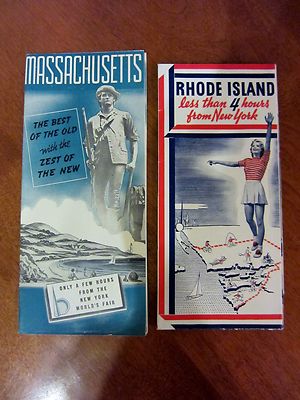 MASSACHUSETTS
THE BEST
OF THE OLD
with the
ZEST OF
THE NEW
ONLY A FEW HOURS
FROM THE
NEW YORK
WORLD'S FAIR
RHODE ISLAND
less than 4 hours
from New York